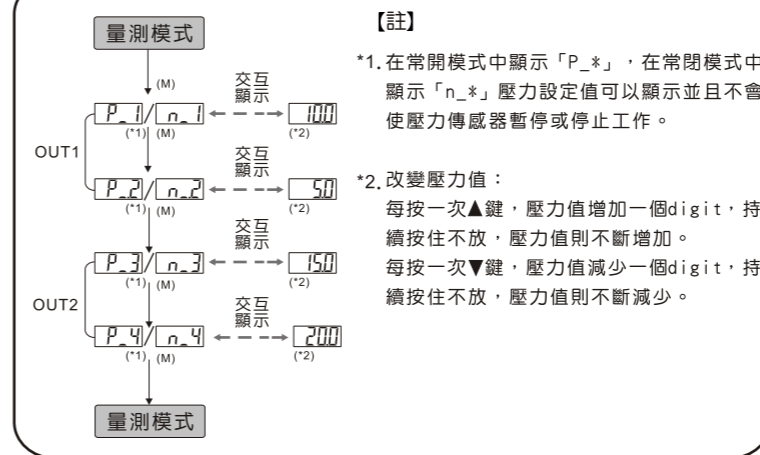 量測模式
(M)
交互
顯示
P_1/n_1
10.0
(*1) (M)
(*2)
OUT1
交互
顯示
P_2/n_2
5.0
(*1) (M)
(*2)
交互
顯示
P_3/n_3
15.0
(*1) (M)
(*2)
OUT2
交互
顯示
P_4/n_4
20.0
(*1) (M)
(*2)
量測模式
【註】
*1.在常開模式中顯示「P_*」，在常閉模式中
顯示「n_*」壓力設定值可以顯示並且不會
使壓力傳感器暫停或停止工作。
*2.改變壓力值：
每按一次▲鍵，壓力值增加一個digit，持
續按住不放，壓力值則不斷增加。
每按一次▼鍵，壓力值減少一個digit，持
續按住不放，壓力值則不斷減少。